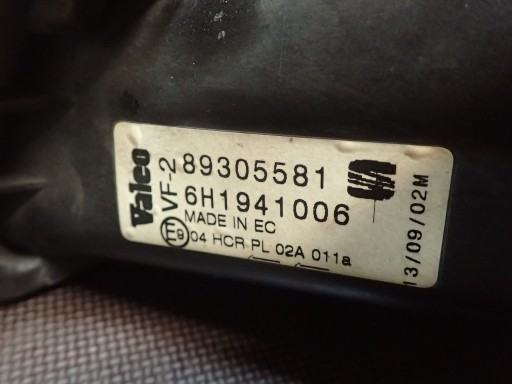 Valeo
VF-2
89305581
6H1941006
MADE IN EC
E9 04 HCR PL 02A 011a
13/09/02M